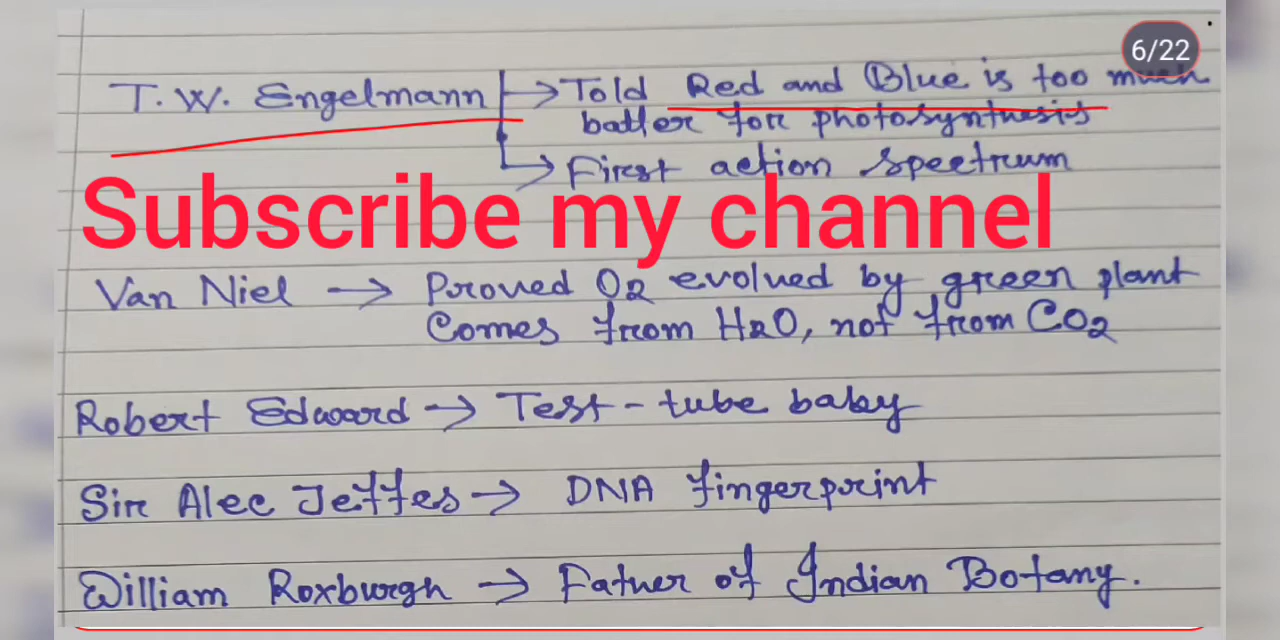 6/22
T. W. Engelmann → Told Red and Blue is too much
batter for photosynthesis
→ First action spectrum
Subscribe my channel
Van Niel → Proved O2 evolved by green plant
Comes from H2O, not from CO2
Robert Edward → Test-tube baby
Sir Alec Jeffes → DNA fingerprint
William Roxburgh → Father of Indian Botany.